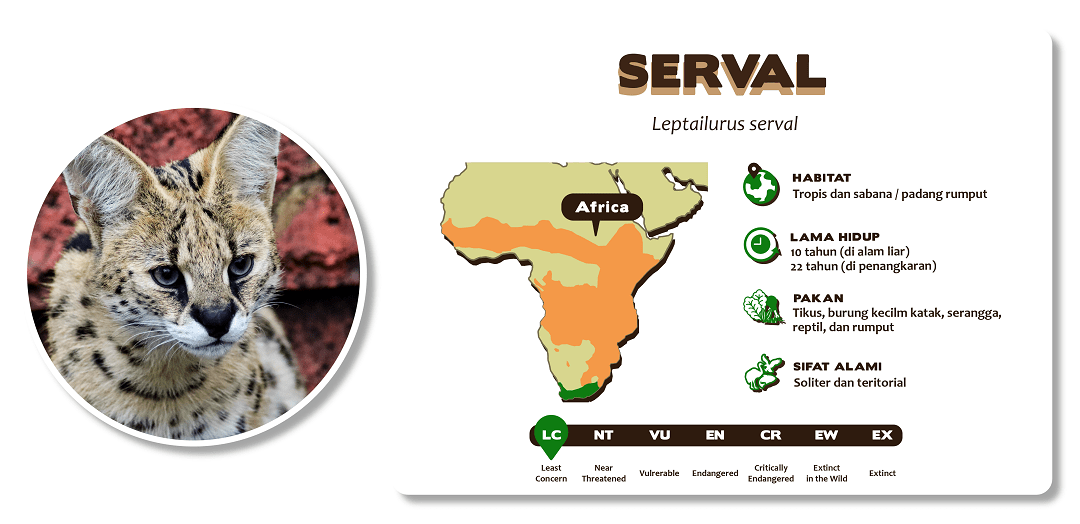 SERVAL
Leptailurus serval
Africa
HABITAT
Tropis dan sabana / padang rumput
LAMA HIDUP
10 tahun (di alam liar)
22 tahun (di penangkaran)
PAKAN
Tikus, burung kecilm katak, serangga,
reptil, dan rumput
SIFAT ALAMI
Soliter dan teritorial
LC NT VU EN CR EW EX
Least Concern
Near Threatened
Vulrerable
Endangered
Critically Endangered
Extinct in the Wild
Extinct